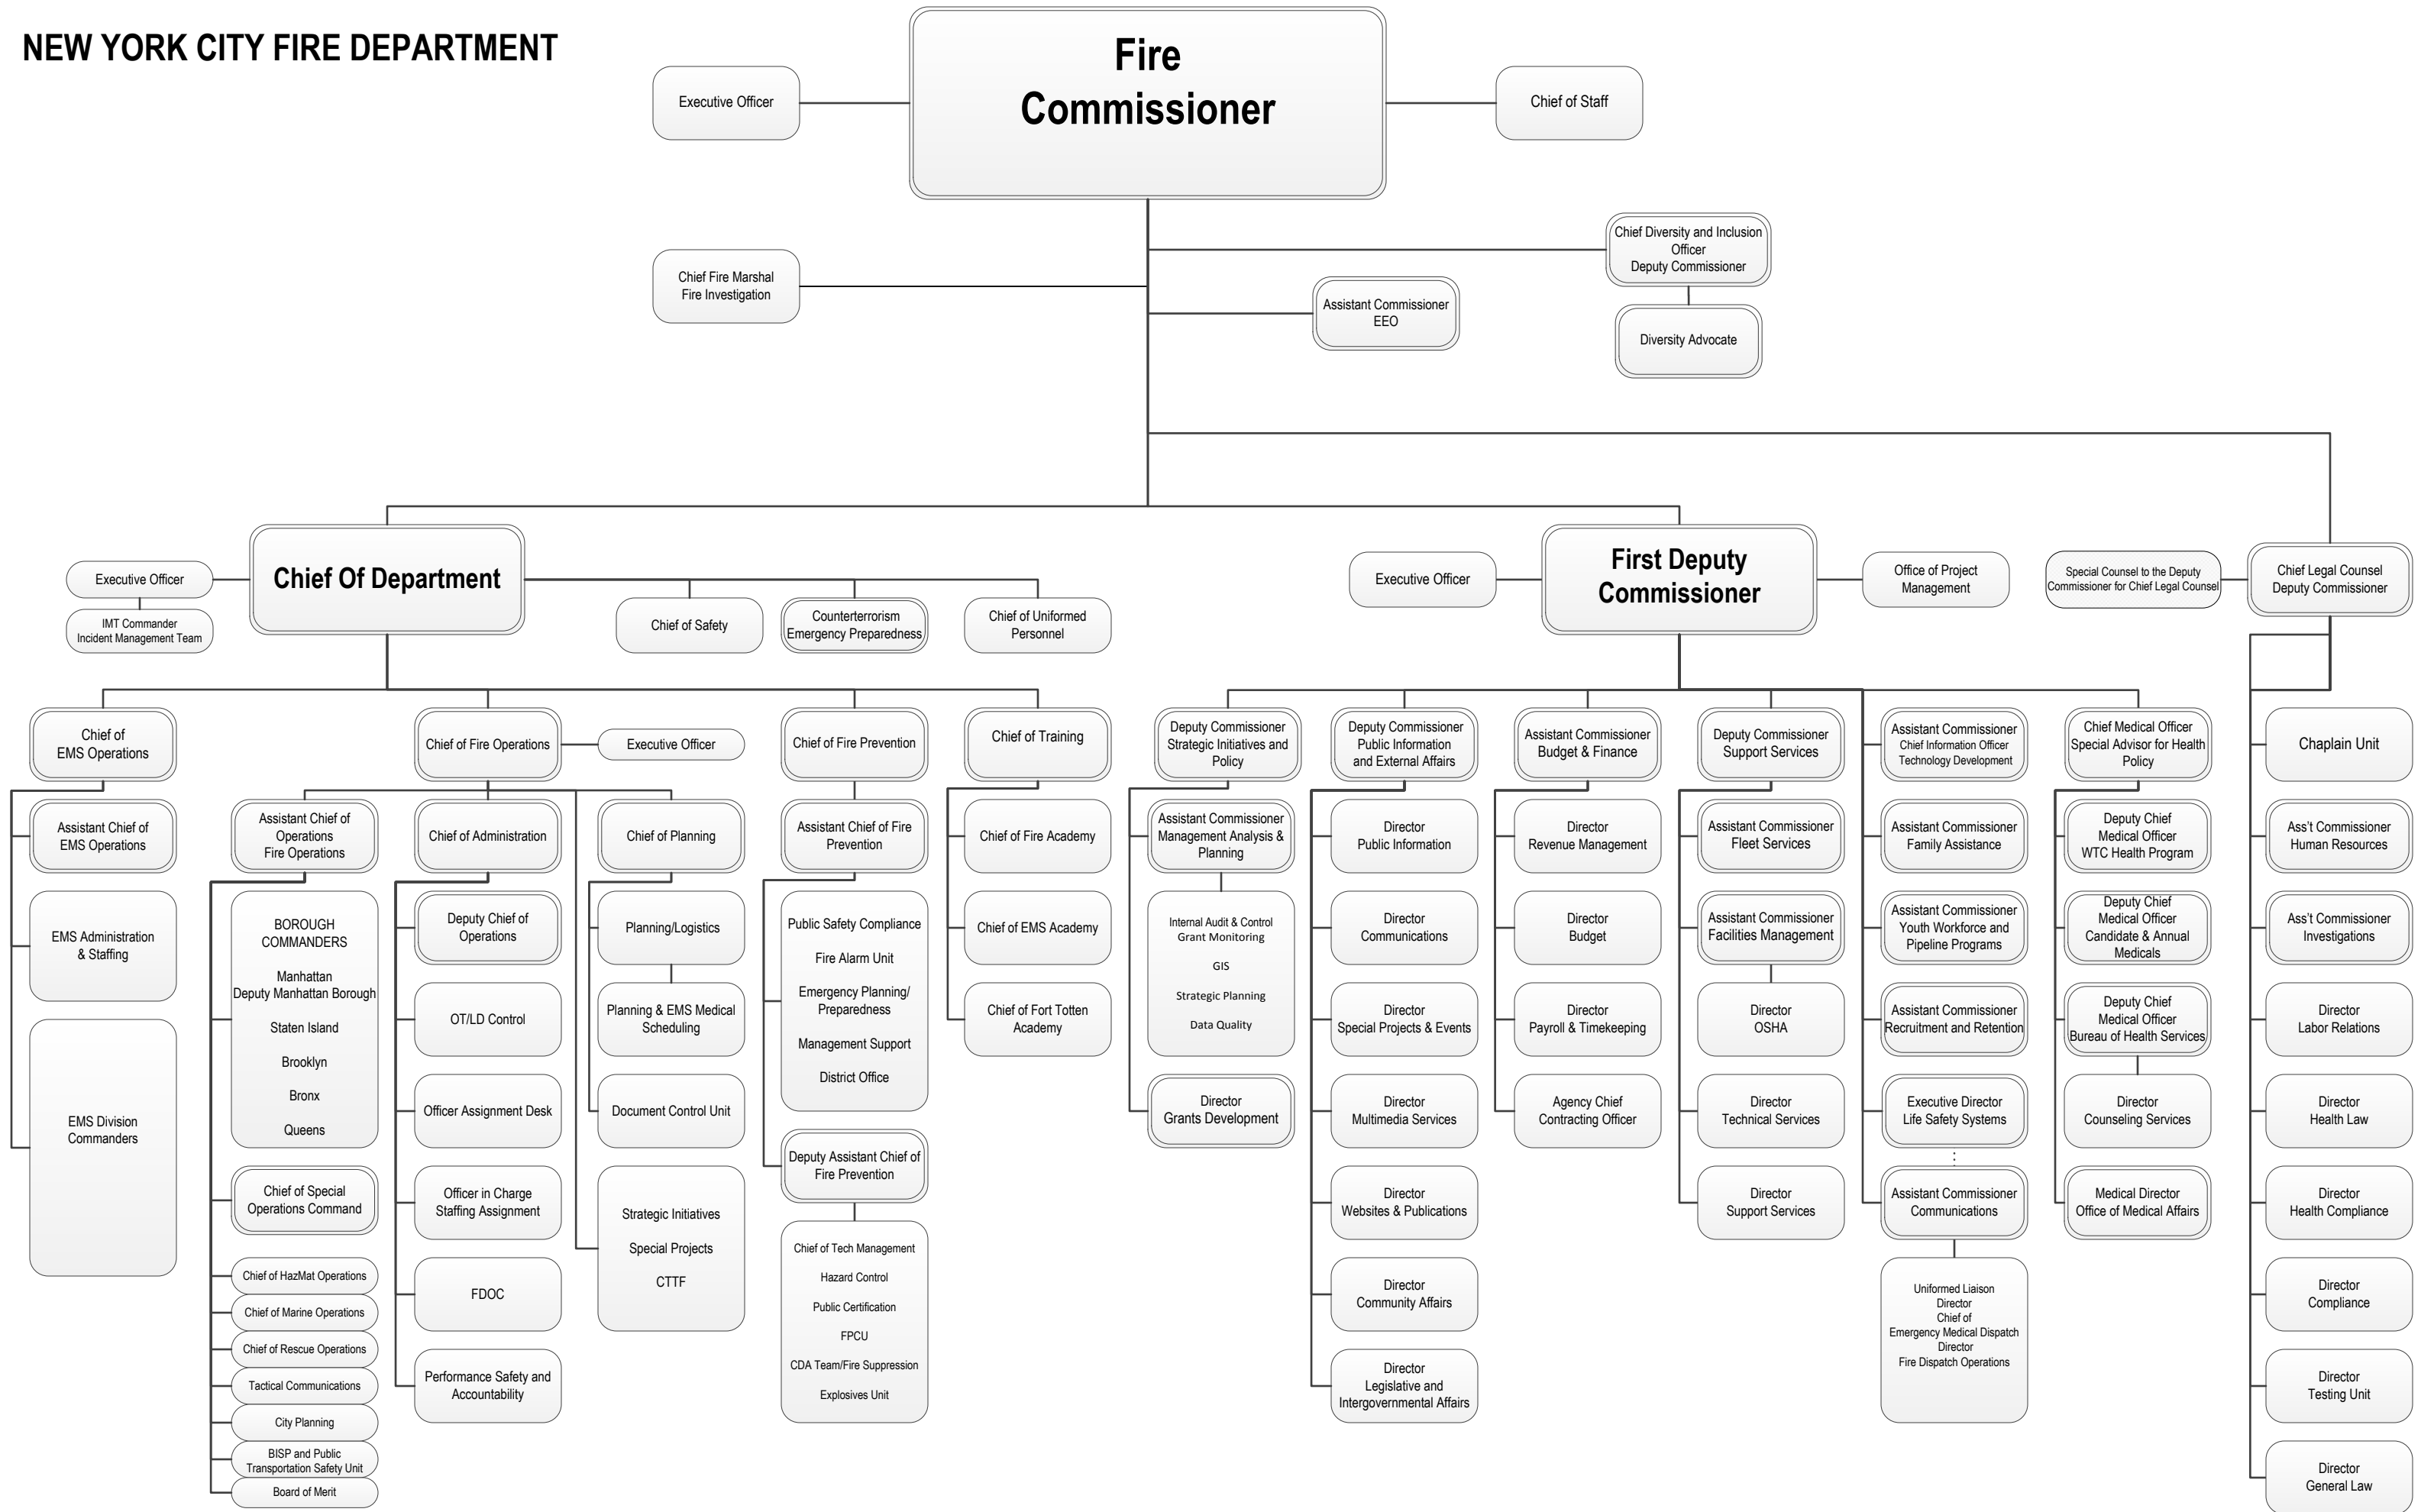 NEW YORK CITY FIRE DEPARTMENT
Fire
Commissioner
Executive Officer
Chief of Staff
Chief Diversity and Inclusion
Officer
Deputy Commissioner
Chief Fire Marshal
Fire Investigation
Assistant Commissioner
EEO
Diversity Advocate
Chief Of Department
Executive Officer
IMT Commander
Incident Management Team
Chief of Safety
Counterterrorism
Emergency Preparedness
Chief of Uniformed
Personnel
First Deputy
Commissioner
Executive Officer
Office of Project
Management
Special Counsel to the Deputy
Commissioner for Chief Legal Counsel
Chief Legal Counsel
Deputy Commissioner
Chief of
EMS Operations
Assistant Chief of
EMS Operations
EMS Administration
& Staffing
EMS Division
Commanders
Chief of Fire Operations
Executive Officer
Assistant Chief of
Operations
Fire Operations
BOROUGH
COMMANDERS
Manhattan
Deputy Manhattan Borough
Staten Island
Brooklyn
Bronx
Queens
Chief of Special
Operations Command
Chief of HazMat Operations
Chief of Marine Operations
Chief of Rescue Operations
Tactical Communications
City Planning
BISP and Public
Transportation Safety Unit
Board of Merit
Chief of Administration
Deputy Chief of
Operations
OT/LD Control
Officer Assignment Desk
Officer in Charge
Staffing Assignment
FDOC
Performance Safety and
Accountability
Chief of Planning
Planning/Logistics
Planning & EMS Medical
Scheduling
Document Control Unit
Strategic Initiatives
Special Projects
CTTF
Chief of Fire Prevention
Assistant Chief of Fire
Prevention
Public Safety Compliance
Fire Alarm Unit
Emergency Planning/
Preparedness
Management Support
District Office
Deputy Assistant Chief of
Fire Prevention
Chief of Tech Management
Hazard Control
Public Certification
FPCU
CDA Team/Fire Suppression
Explosives Unit
Chief of Training
Chief of Fire Academy
Chief of EMS Academy
Chief of Fort Totten
Academy
Deputy Commissioner
Strategic Initiatives and
Policy
Assistant Commissioner
Management Analysis &
Planning
Internal Audit & Control
Grant Monitoring
GIS
Strategic Planning
Data Quality
Director
Grants Development
Deputy Commissioner
Public Information
and External Affairs
Director
Public Information
Director
Communications
Director
Special Projects & Events
Director
Multimedia Services
Director
Websites & Publications
Director
Community Affairs
Director
Legislative and
Intergovernmental Affairs
Assistant Commissioner
Budget & Finance
Director
Revenue Management
Director
Budget
Director
Payroll & Timekeeping
Agency Chief
Contracting Officer
Deputy Commissioner
Support Services
Assistant Commissioner
Fleet Services
Assistant Commissioner
Facilities Management
Director
OSHA
Director
Technical Services
Director
Support Services
Assistant Commissioner
Chief Information Officer
Technology Development
Assistant Commissioner
Family Assistance
Assistant Commissioner
Youth Workforce and
Pipeline Programs
Assistant Commissioner
Recruitment and Retention
Executive Director
Life Safety Systems
Assistant Commissioner
Communications
Uniformed Liaison
Director
Chief of
Emergency Medical Dispatch
Director
Fire Dispatch Operations
Chief Medical Officer
Special Advisor for Health
Policy
Deputy Chief
Medical Officer
WTC Health Program
Deputy Chief
Medical Officer
Candidate & Annual
Medicals
Deputy Chief
Medical Officer
Bureau of Health Services
Director
Counseling Services
Medical Director
Office of Medical Affairs
Chaplain Unit
Ass't Commissioner
Human Resources
Ass't Commissioner
Investigations
Director
Labor Relations
Director
Health Law
Director
Health Compliance
Director
Compliance
Director
Testing Unit
Director
General Law